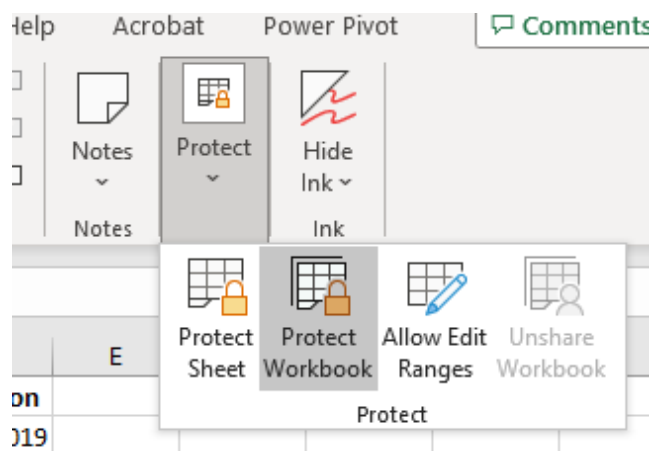 Help Acrobat Power Pivot Comments
Notes Protect Hide
Ink
Notes Ink
Protect Protect Allow Edit Unshare
Sheet Workbook Ranges Workbook
E
Protect
on
019